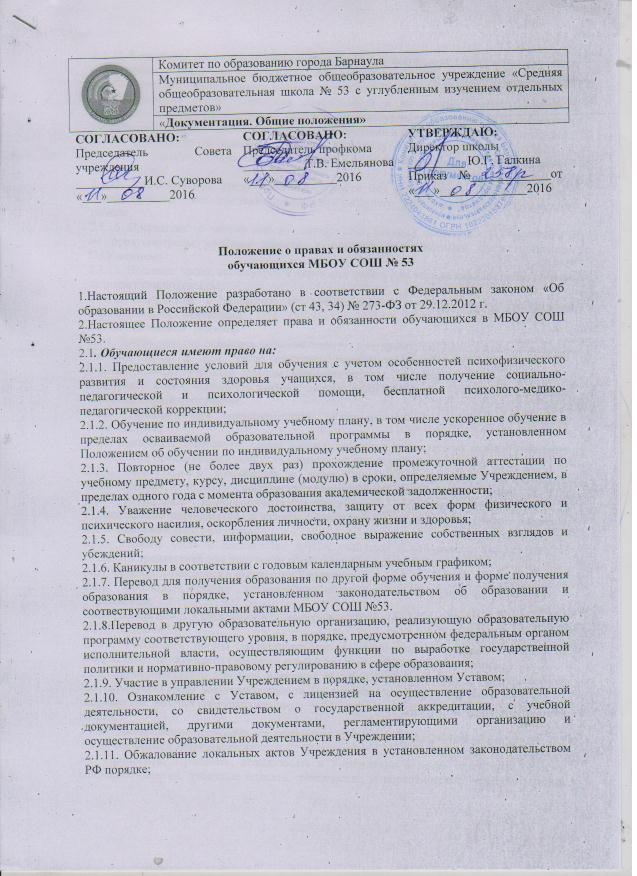 Комитет по образованию города Барнаула
Муниципальное бюджетное общеобразовательное учреждение «Средняя
общеобразовательная школа № 53 с углубленным изучением отдельных
предметов»
«Документация. Общие положения»
СОГЛАСОВАНО:
Председатель Совета
учреждения
И.С. Суворова
«11» 08 2016
СОГЛАСОВАНО:
Председатель профкома
Т.В. Емельянова
«11» 08 2016
УТВЕРЖДАЮ:
Директор школы
Ю.Г. Галкина
Приказ № 258р от
«11» 08 2016
Положение о правах и обязанностях
обучающихся МБОУ СОШ № 53
1.Настоящий Положение разработано в соответствии с Федеральным законом «Об
образовании в Российской Федерации» (ст 43, 34) № 273-ФЗ от 29.12.2012 г.
2.Настоящее Положение определяет права и обязанности обучающихся в МБОУ СОШ
№53.
2.1. Обучающиеся имеют право на:
2.1.1. Предоставление условий для обучения с учетом особенностей психофизического
развития и состояния здоровья учащихся, в том числе получение социально-
педагогической и психологической помощи, бесплатной психолого-медико-
педагогической коррекции;
2.1.2. Обучение по индивидуальному учебному плану, в том числе ускоренное обучение в
пределах осваиваемой образовательной программы в порядке, установленном
Положением об обучении по индивидуальному учебному плану;
2.1.3. Повторное (не более двух раз) прохождение промежуточной аттестации по
учебному предмету, курсу, дисциплине (модулю) в сроки, определяемые Учреждением, в
пределах одного года с момента образования академической задолженности;
2.1.4. Уважение человеческого достоинства, защиту от всех форм физического и
психического насилия, оскорбления личности, охрану жизни и здоровья;
2.1.5. Свободу совести, информации, свободное выражение собственных взглядов и
убеждений;
2.1.6. Каникулы в соответствии с годовым календарным учебным графиком;
2.1.7. Перевод для получения образования по другой форме обучения и форме получения
образования в порядке, установленном законодательством об образовании и
соотвествующими локальными актами МБОУ СОШ №53.
2.1.8.Перевод в другую образовательную организацию, реализующую образовательную
программу соответствующего уровня, в порядке, предусмотренном федеральным органом
исполнительной власти, осуществляющим функции по выработке государственной
политики и нормативно-правовому регулированию в сфере образования;
2.1.9. Участие в управлении Учреждением в порядке, установленном Уставом;
2.1.10. Ознакомление с Уставом, с лицензией на осуществление образовательной
деятельности, со свидетельством о государственной аккредитации, с учебной
документацией, другими документами, регламентирующими организацию и
осуществление образовательной деятельности в Учреждении;
2.1.11. Обжалование локальных актов Учреждения в установленном законодательством
РФ порядке;